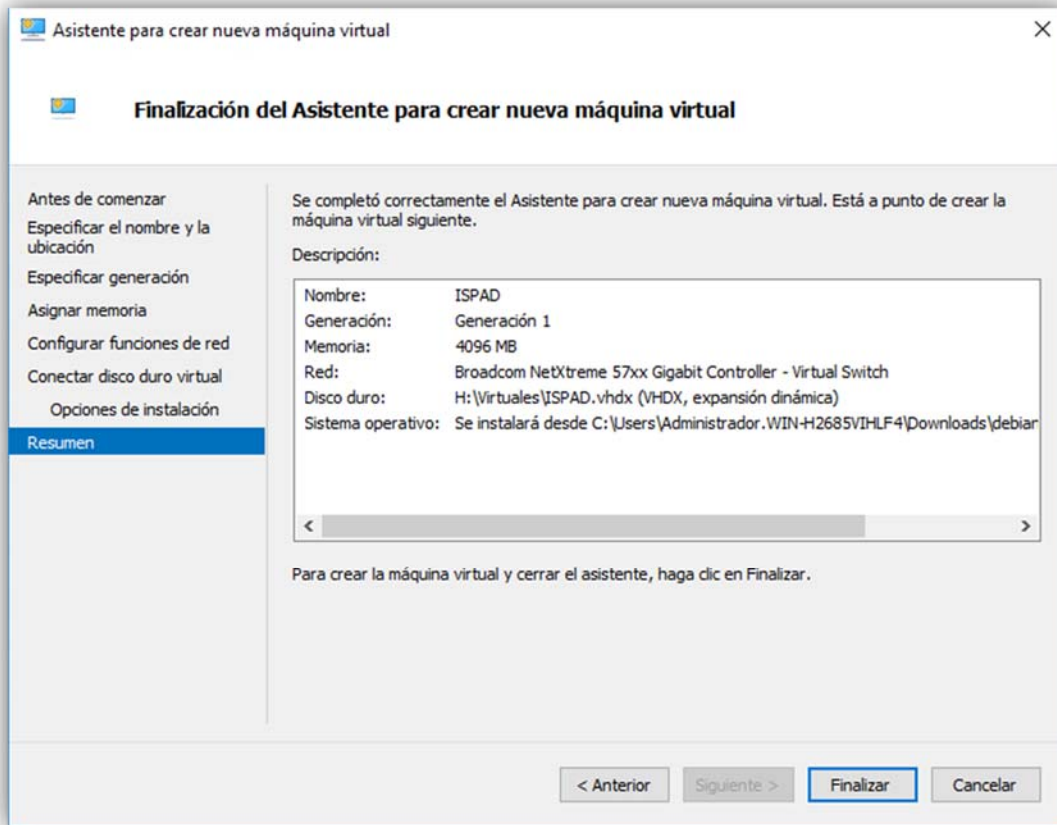 Asistente para crear nueva máquina virtual
Finalización del Asistente para crear nueva máquina virtual
Antes de comenzar
Especificar el nombre y la
ubicación
Especificar generación
Asignar memoria
Configurar funciones de red
Conectar disco duro virtual
Opciones de instalación
Resumen
Se completó correctamente el Asistente para crear nueva máquina virtual. Está a punto de crear la
máquina virtual siguiente.
Descripción:
Nombre: ISPAD
Generación: Generación 1
Memoria: 4096 MB
Red: Broadcom NetXtreme 57xx Gigabit Controller - Virtual Switch
Disco duro: H:\Virtuales\ISPAD.vhdx (VHDX, expansión dinámica)
Sistema operativo: Se instalará desde C:\Users\Administrador.WIN-H2685VIHLF4\Downloads\debian
Para crear la máquina virtual y cerrar el asistente, haga clic en Finalizar.
< Anterior Siguiente > Finalizar Cancelar